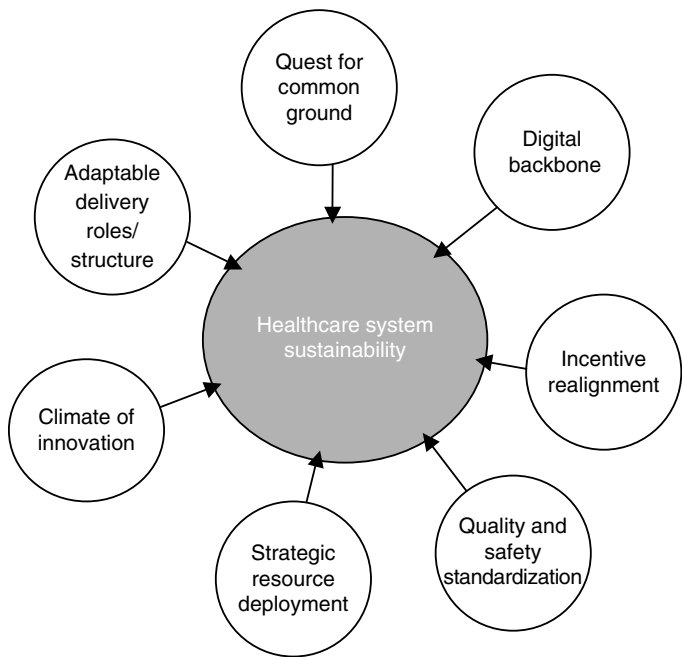 Quest for
common
ground
Digital
backbone
Adaptable
delivery
roles/
structure
Healthcare system
sustainability
Incentive
realignment
Climate of
innovation
Quality and
safety
standardization
Strategic
resource
deployment